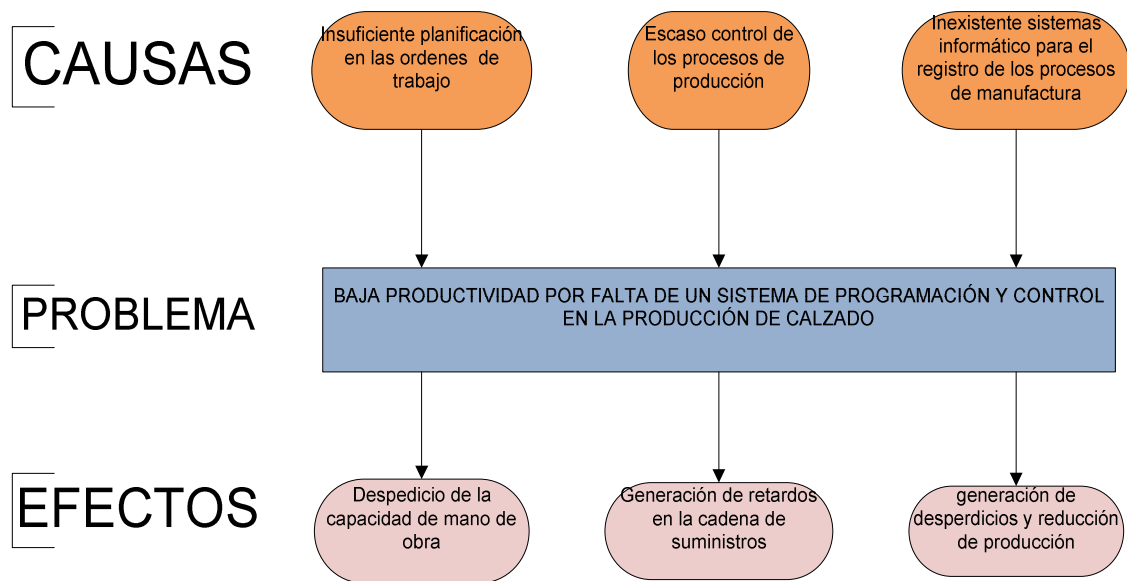 CAUSAS
Insuficiente planificación
en las ordenes de
trabajo
Escaso control de
los procesos de
producción
Inexistente sistemas
informático para el
registro de los procesos
de manufactura
PROBLEMA
BAJA PRODUCTIVIDAD POR FALTA DE UN SISTEMA DE PROGRAMACIÓN Y CONTROL
EN LA PRODUCCIÓN DE CALZADO
EFECTOS
Despedicio de la
capacidad de mano de
obra
Generación de retardos
en la cadena de
suministros
generación de
desperdicios y reducción
de producción